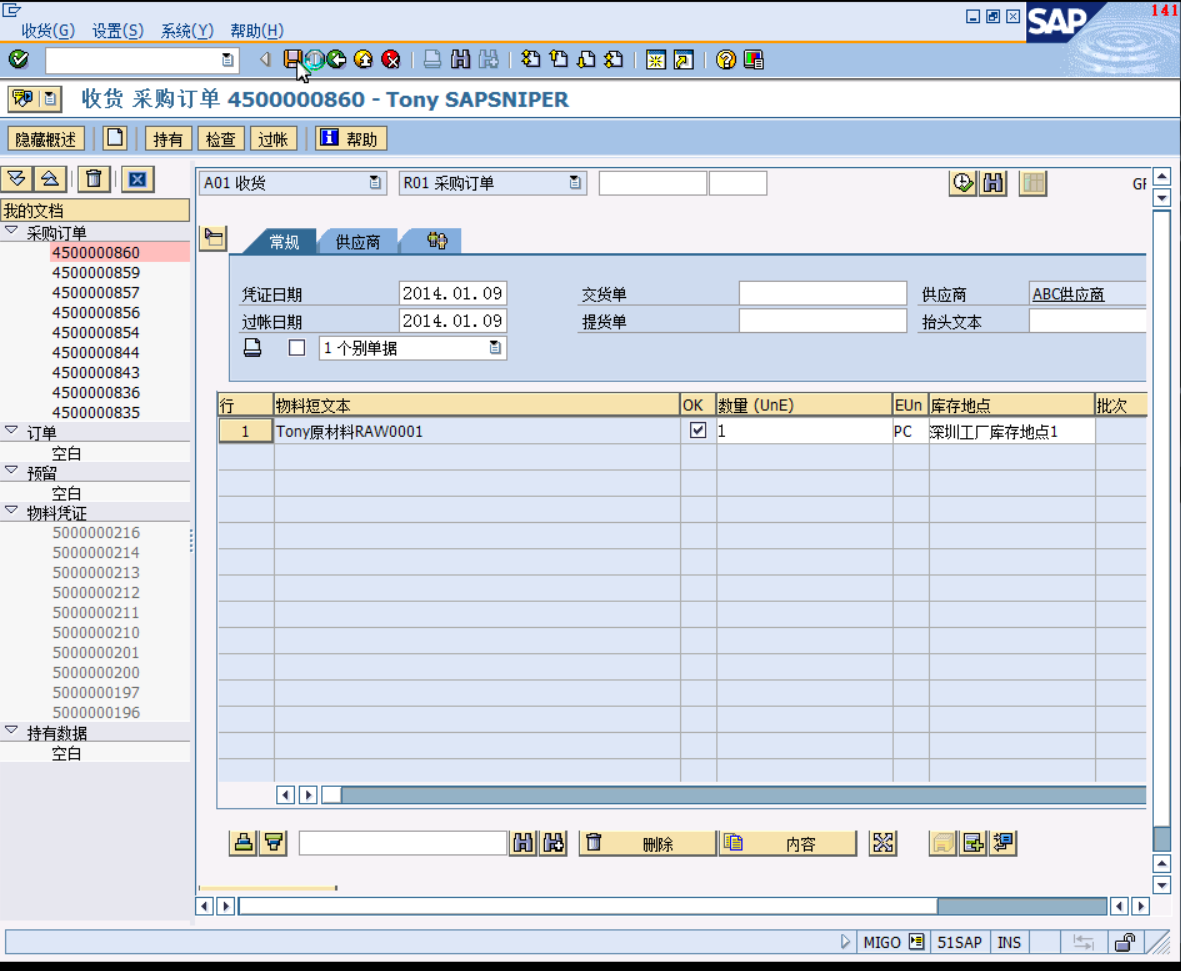 141
收货(G) 设置(S) 系统(Y) 帮助(H)
SAP
收货 采购订单 4500000860 - Tony SAPSNIPER
隐藏概述 持有 检查 过帐 帮助
我的文档
采购订单
4500000860
4500000859
4500000857
4500000856
4500000854
4500000844
4500000843
4500000836
4500000835
订单
空白
预留
空白
物料凭证
5000000216
5000000214
5000000213
5000000212
5000000211
5000000210
5000000201
5000000200
5000000197
5000000196
持有数据
空白
A01 收货 R01 采购订单
常规 供应商
凭证日期 2014.01.09 交货单 供应商 ABC供应商
过帐日期 2014.01.09 提货单 抬头文本
1 个别单据
行 物料短文本 OK 数量 (UnE) EUn 库存地点 批次
1 Tony原材料RAW0001 1 PC 深圳工厂库存地点1
删除 内容
MIGO 51SAP INS